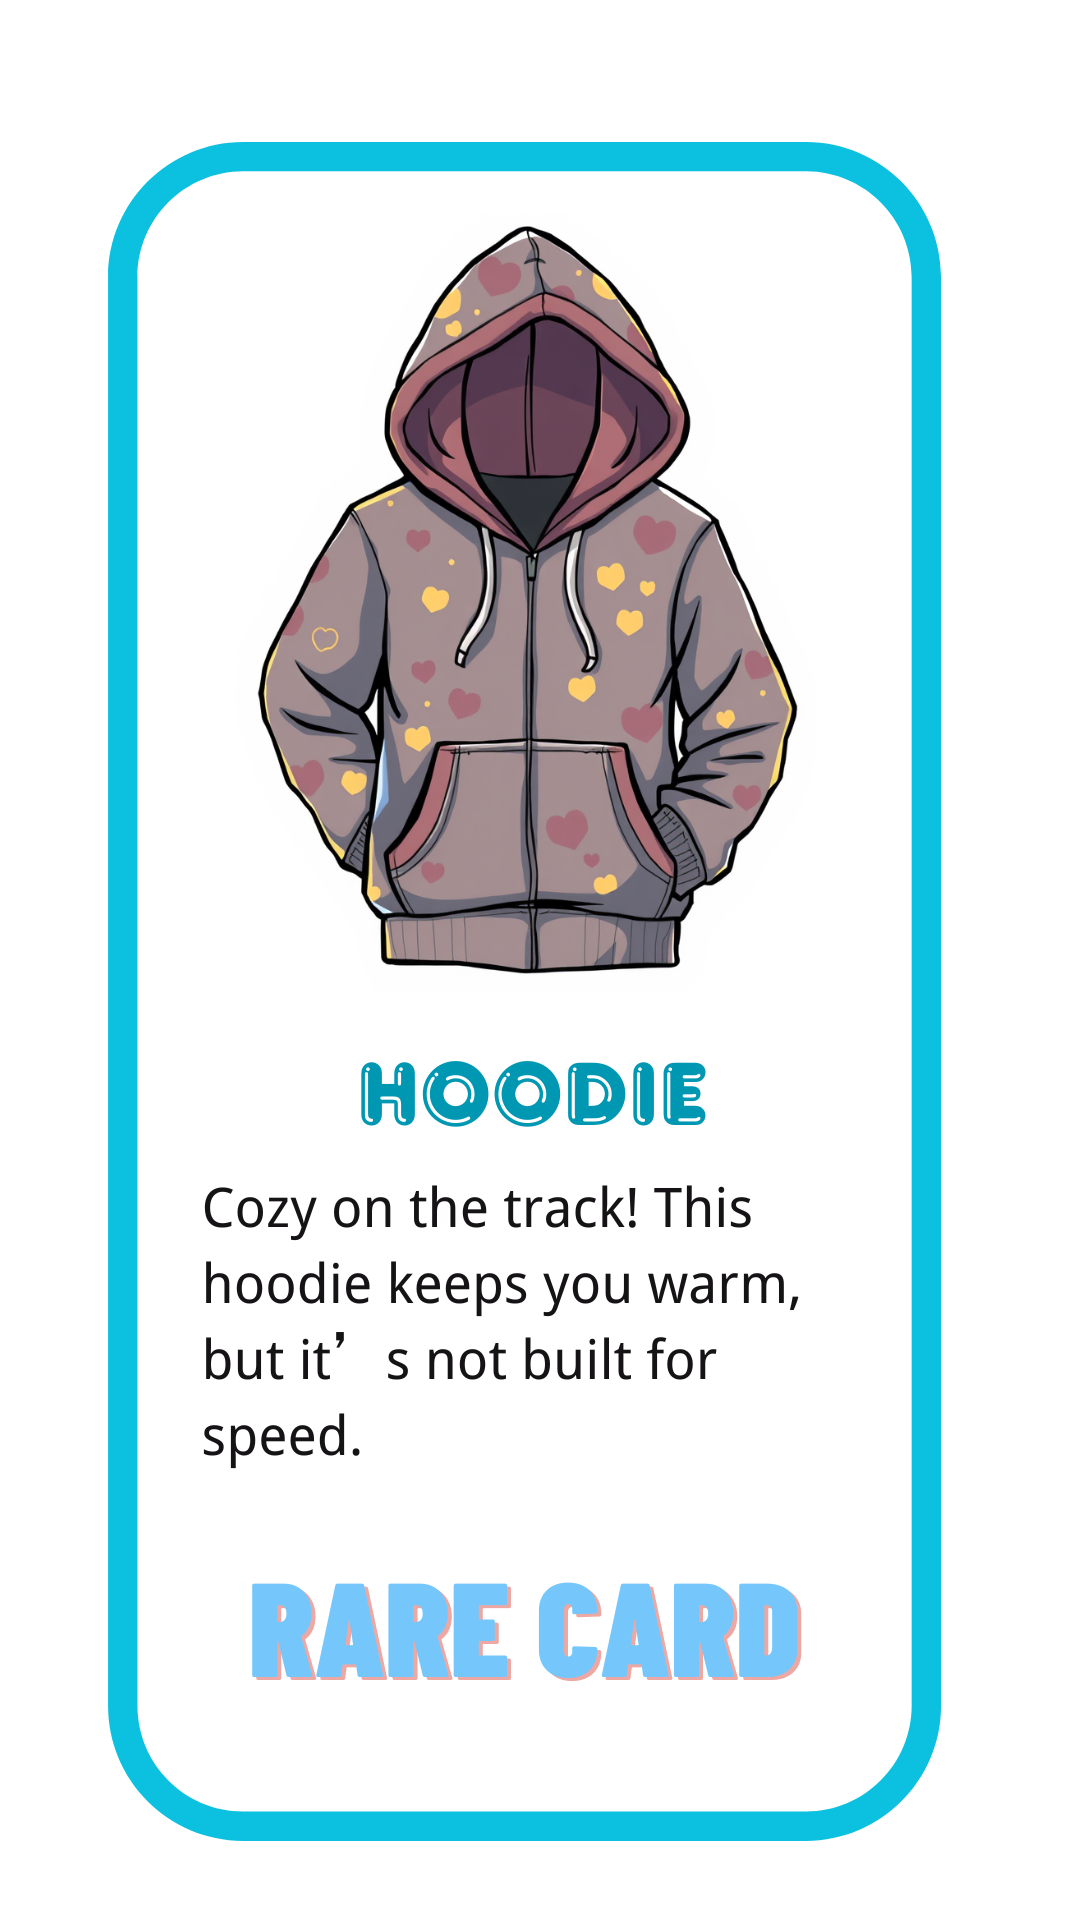 HOODIE
Cozy on the track! This
hoodie keeps you warm,
but it’s not built for
speed.
RARE CARD